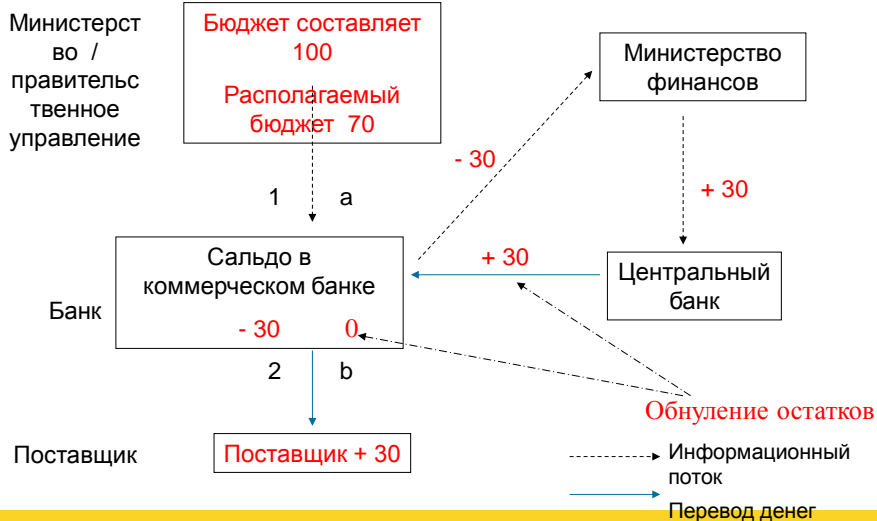 Министерст
во /
правительс
твенное
управление
Бюджет составляет
100
Располагаемый
бюджет 70
Министерство
финансов
- 30
+ 30
1 a
Сальдо в
коммерческом банке
- 30 0
+ 30
Центральный
банк
Банк
2 b
Обнуление остатков
Поставщик
Поставщик + 30
Информационный
поток
Перевод денег